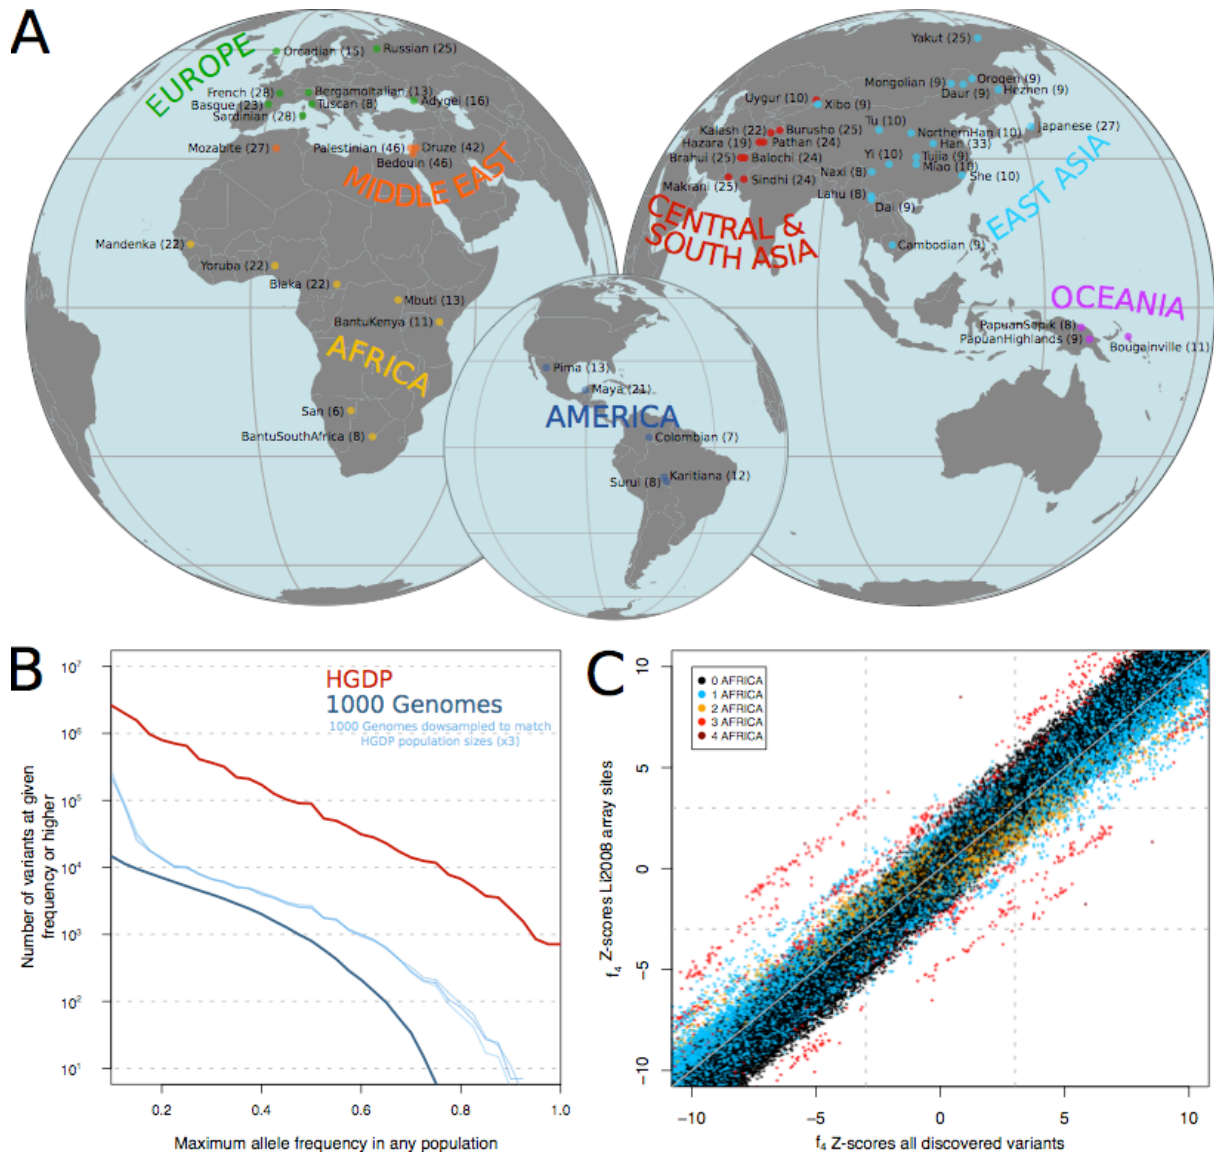 A
EUROPE
Orcadian (15)
Russian (25)
French (28)
BergamoItalian (13)
Basque (23)
Tuscan (8)
Adygei (16)
Sardinian (28)
Mozabite (27)
Palestinian (46)
Druze (42)
Bedouin (46)
MIDDLE EAST
Mandenka (22)
Yoruba (22)
Biaka (22)
Mbuti (13)
BantuKenya (11)
AFRICA
San (6)
BantuSouthAfrica (8)
Yakut (25)
Mongolian (9)
Oroqen (9)
Daur (9)
Hezhen (9)
Uygur (10)
Xibo (9)
Tu (10)
Japanese (27)
Kalash (22)
Burusho (25)
NorthernHan (10)
Hazara (19)
Pathan (24)
Han (33)
Brahui (25)
Balochi (24)
Yi (10)
Tujia (9)
Miao (10)
Naxi (8)
She (10)
Makrani (25)
Sindhi (24)
Lahu (8)
Dai (9)
CENTRAL &
SOUTH ASIA
EAST ASIA
Cambodian (9)
OCEANIA
PapuanSepik (8)
PapuanHighlands (9)
Bougainville (11)
Pima (13)
Maya (21)
AMERICA
Colombian (7)
Karitiana (12)
Surui (8)
B
HGDP
1000 Genomes
1000 Genomes dowsampled to match
HGDP population sizes (x3)
Number of variants at given
frequency or higher
10⁷
10⁶
10⁵
10⁴
10³
10²
10¹
0.2 0.4 0.6 0.8 1.0
Maximum allele frequency in any population
C
0 AFRICA
1 AFRICA
2 AFRICA
3 AFRICA
4 AFRICA
f₄ Z-scores Li2008 array sites
10
5
0
−5
−10
−10 −5 0 5 10
f₄ Z-scores all discovered variants